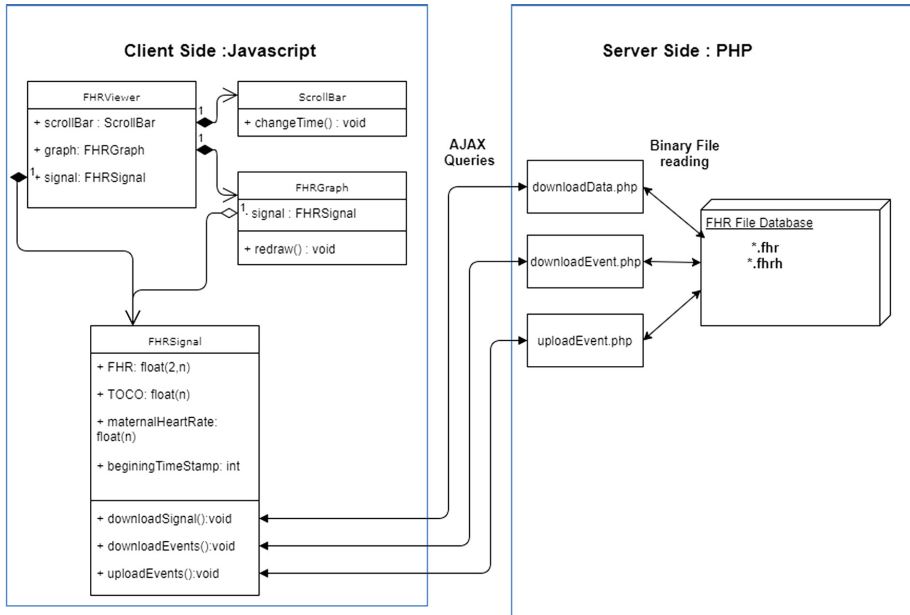 Client Side :Javascript
FHRViewer
+ scrollBar : ScrollBar
+ graph: FHRGraph
+ signal: FHRSignal
1
1
1
ScrollBar
+ changeTime() : void
FHRGraph
1
signal : FHRSignal
+ redraw() : void
FHRSignal
+ FHR: float(2,n)
+ TOCO: float(n)
+ maternalHeartRate:
float(n)
+ beginingTimeStamp: int
+ downloadSignal():void
+ downloadEvents():void
+ uploadEvents():void
AJAX
Queries
Server Side : PHP
Binary File
reading
downloadData.php
downloadEvent.php
uploadEvent.php
FHR File Database
*.fhr
*.fhrh